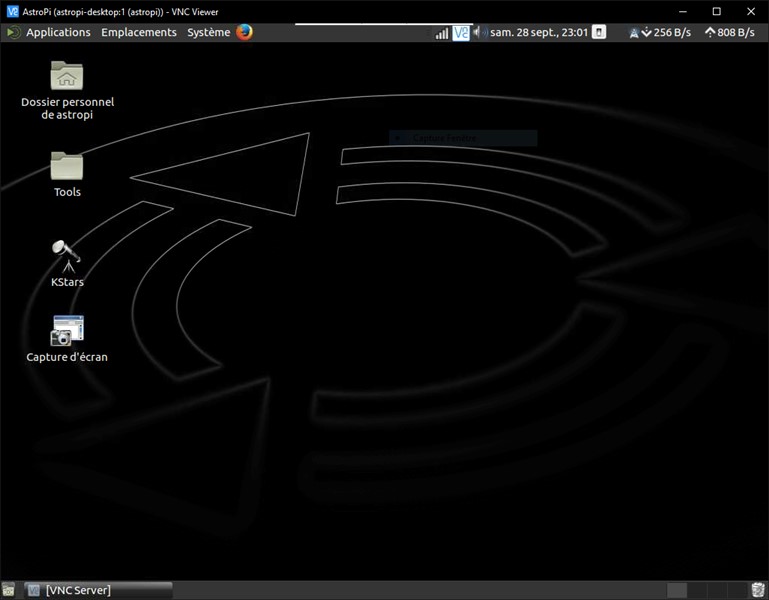 AstroPi (astropi-desktop:1 (astropi)) - VNC Viewer
Applications Emplacements Système sam. 28 sept., 23:01 256 B/s 808 B/s
Dossier personnel
de astropi
Tools
KStars
Capture d'écran
[VNC Server]